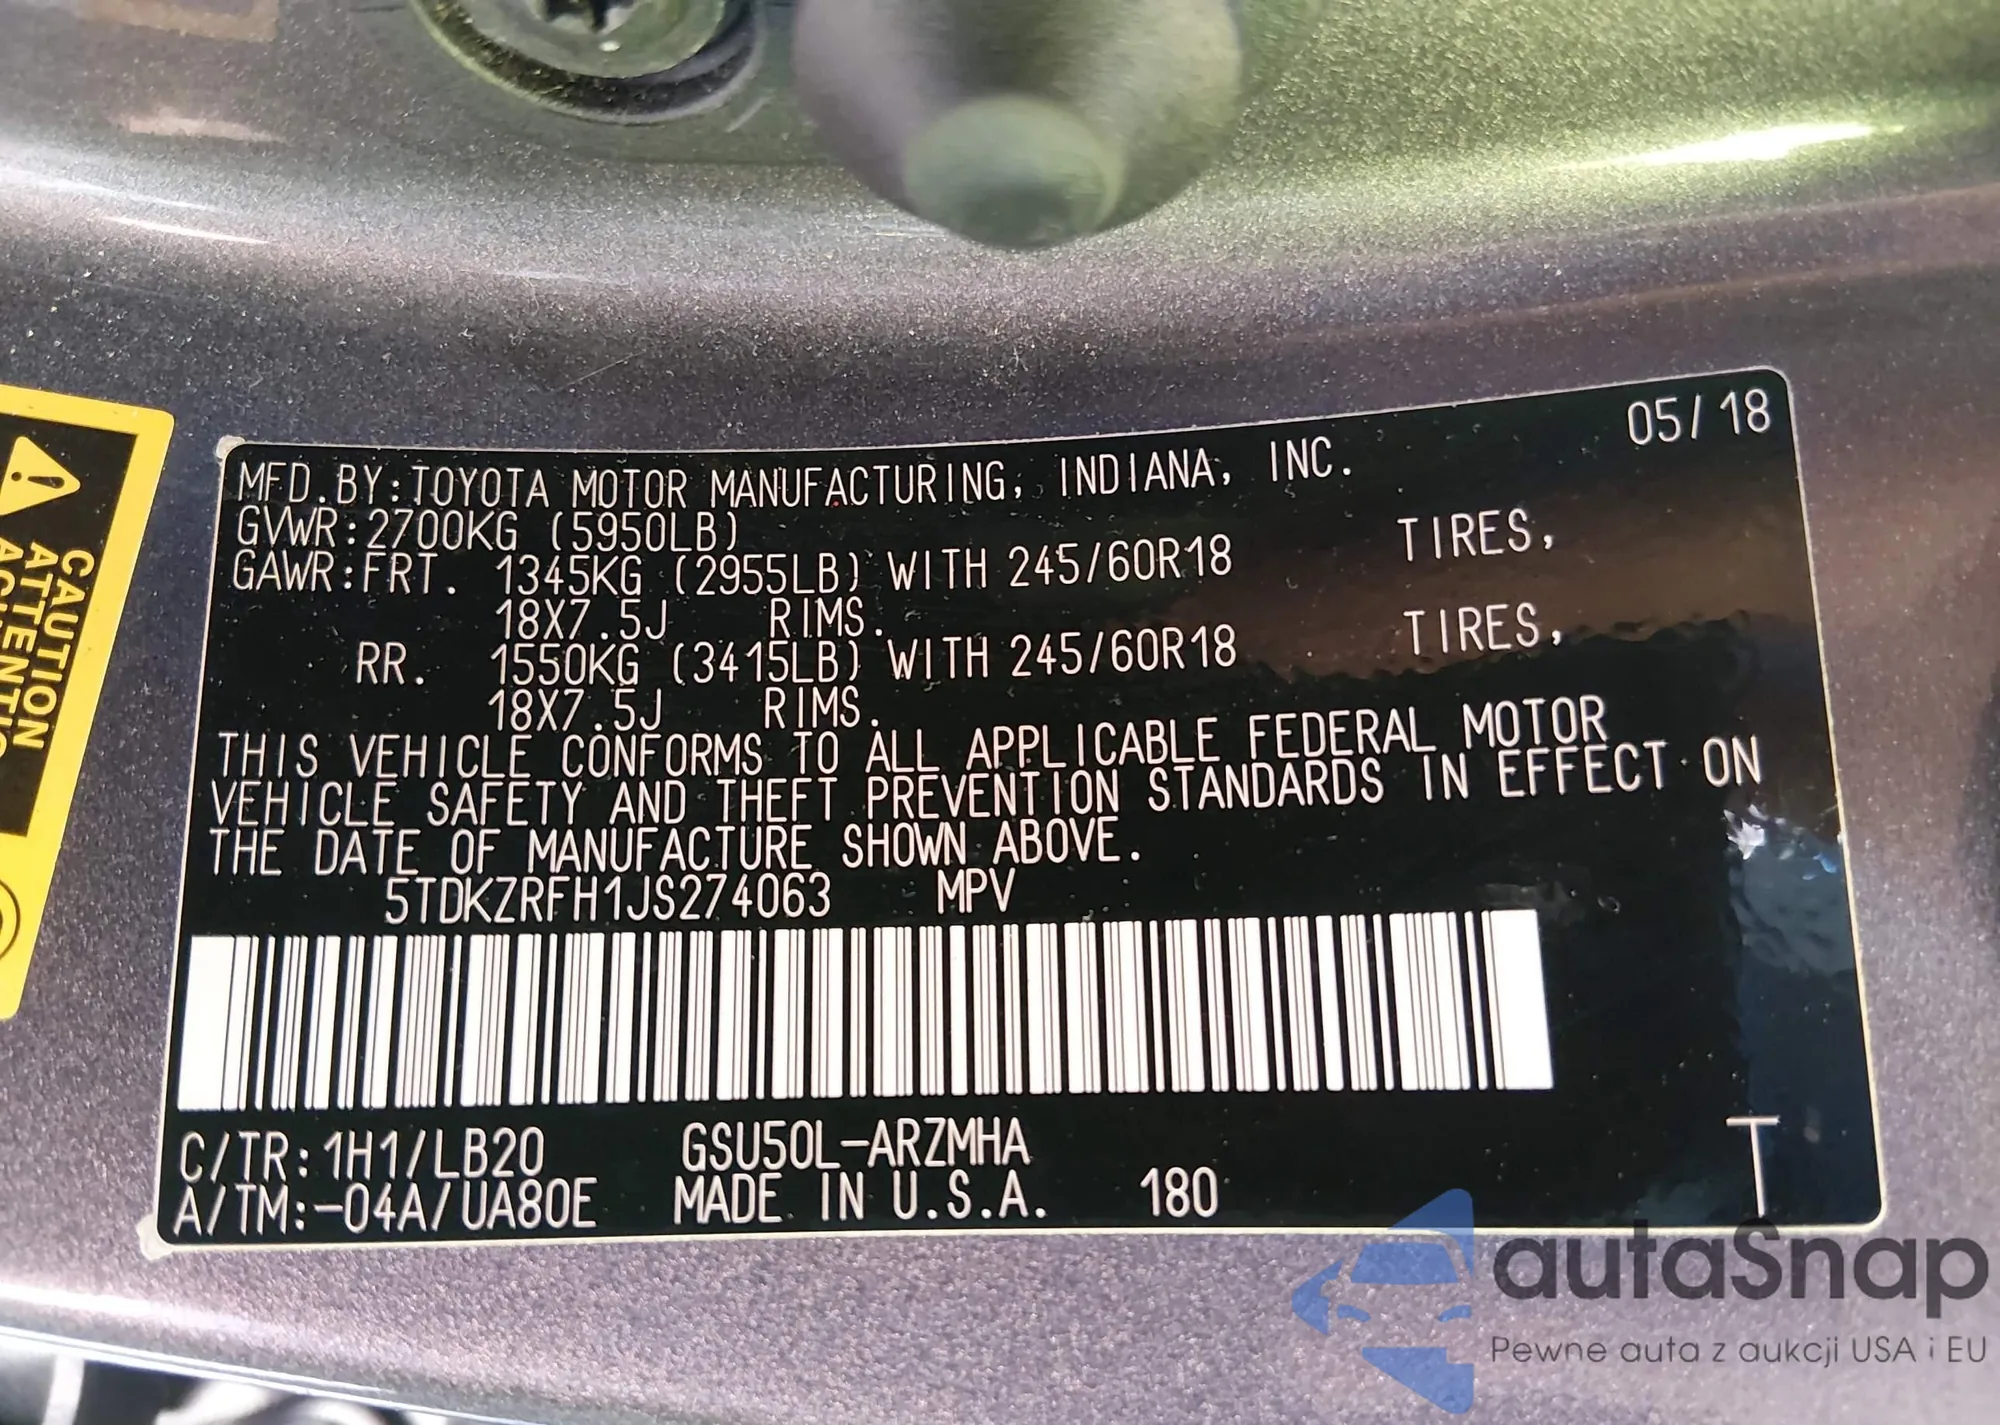 05/18
MFD.BY:TOYOTA MOTOR MANUFACTURING, INDIANA, INC.
GVWR:2700KG (5950LB)
GAWR:FRT. 1345KG (2955LB) WITH 245/60R18 TIRES,
18X7.5J RIMS.
RR. 1550KG (3415LB) WITH 245/60R18 TIRES,
18X7.5J RIMS.
THIS VEHICLE CONFORMS TO ALL APPLICABLE FEDERAL MOTOR
VEHICLE SAFETY AND THEFT PREVENTION STANDARDS IN EFFECT ON
THE DATE OF MANUFACTURE SHOWN ABOVE.
5TDKZRFH1JS274063 MPV
C/TR:1H1/LB20 GSU50L-ARZMHA
A/TM:-04A/UA80E MADE IN U.S.A. 180 T
CAUTION
ATTENTION
autaSnap
Pewne auta z aukcji USA i EU